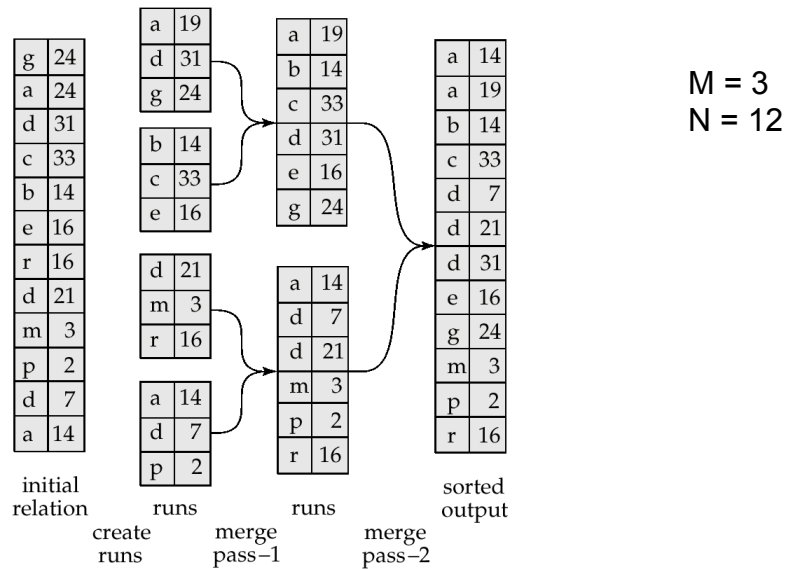 g 24
a 24
d 31
c 33
b 14
e 16
r 16
d 21
m 3
p 2
d 7
a 14
initial
relation
a 19
d 31
g 24
b 14
c 33
e 16
d 21
m 3
r 16
a 14
d 7
p 2
runs
create
runs
a 19
b 14
c 33
d 31
e 16
g 24
a 14
d 7
d 21
m 3
p 2
r 16
runs
merge
pass–1
a 14
a 19
b 14
c 33
d 7
d 21
d 31
e 16
g 24
m 3
p 2
r 16
sorted
output
merge
pass–2
M = 3
N = 12